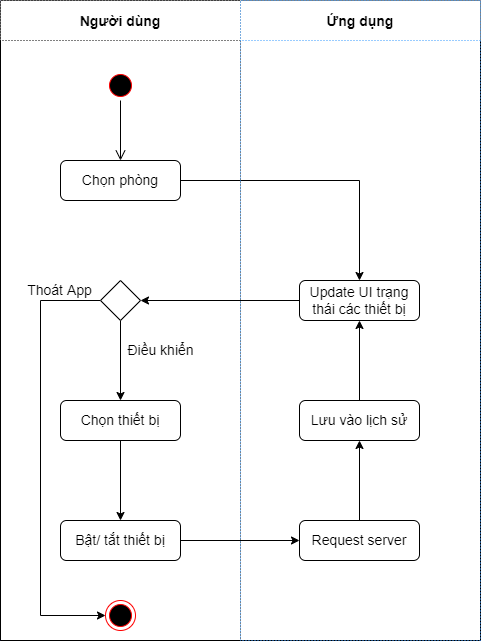 Người dùng
Ứng dụng
Chọn phòng
Thoát App
Update UI trạng
thái các thiết bị
Điều khiển
Chọn thiết bị
Lưu vào lịch sử
Bật/ tắt thiết bị
Request server